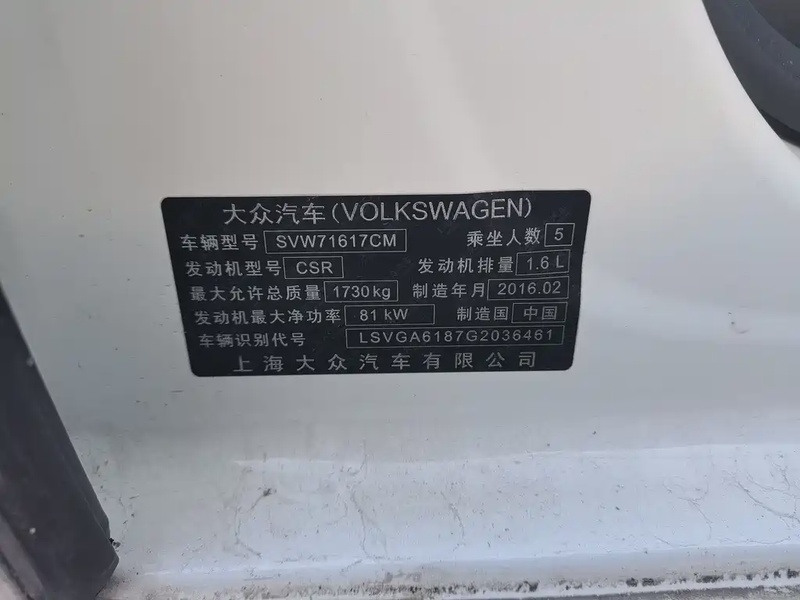 大众汽车(VOLKSWAGEN)
车辆型号 SVW71617CM 乘坐人数 5
发动机型号 CSR 发动机排量 1.6 L
最大允许总质量 1730kg 制造年月 2016.02
发动机最大净功率 81 kW 制造国 中国
车辆识别代号 LSVGA6187G2036461
上海大众汽车有限公司